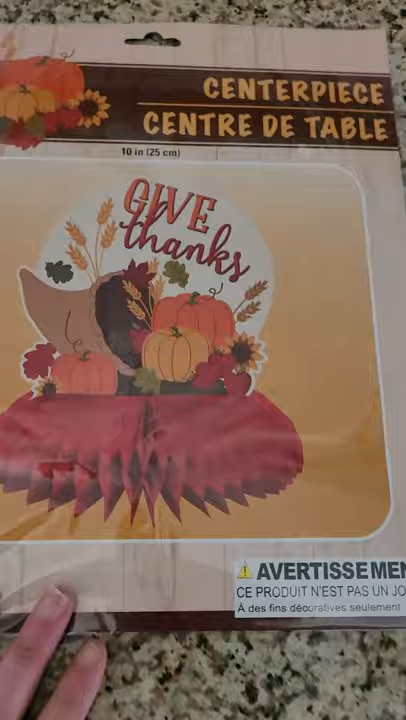 CENTERPIECE
CENTRE DE TABLE
10 in (25 cm)
GIVE
thanks
AVERTISSEMEN
CE PRODUIT N'EST PAS UN JO
À des fins décoratives seulement